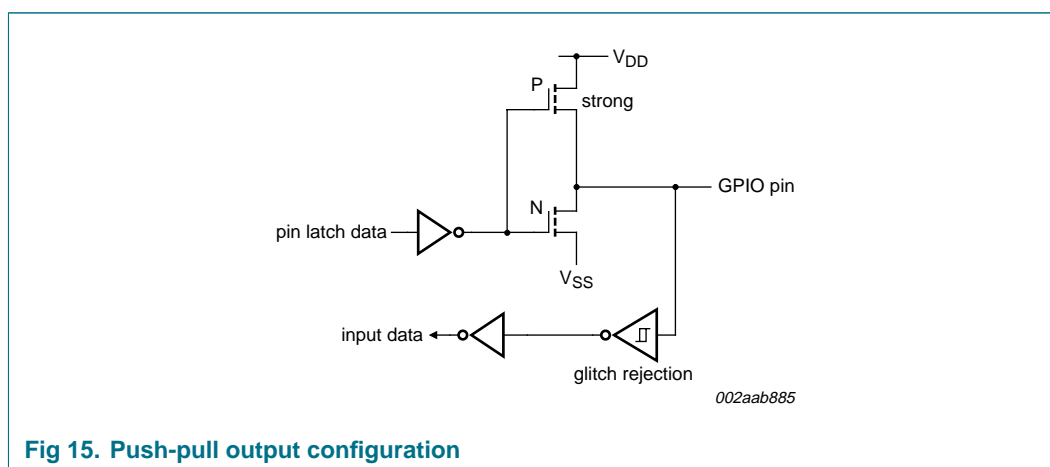 VDD
P
strong
GPIO pin
N
pin latch data
VSS
input data
glitch rejection
002aab885
Fig 15. Push-pull output configuration